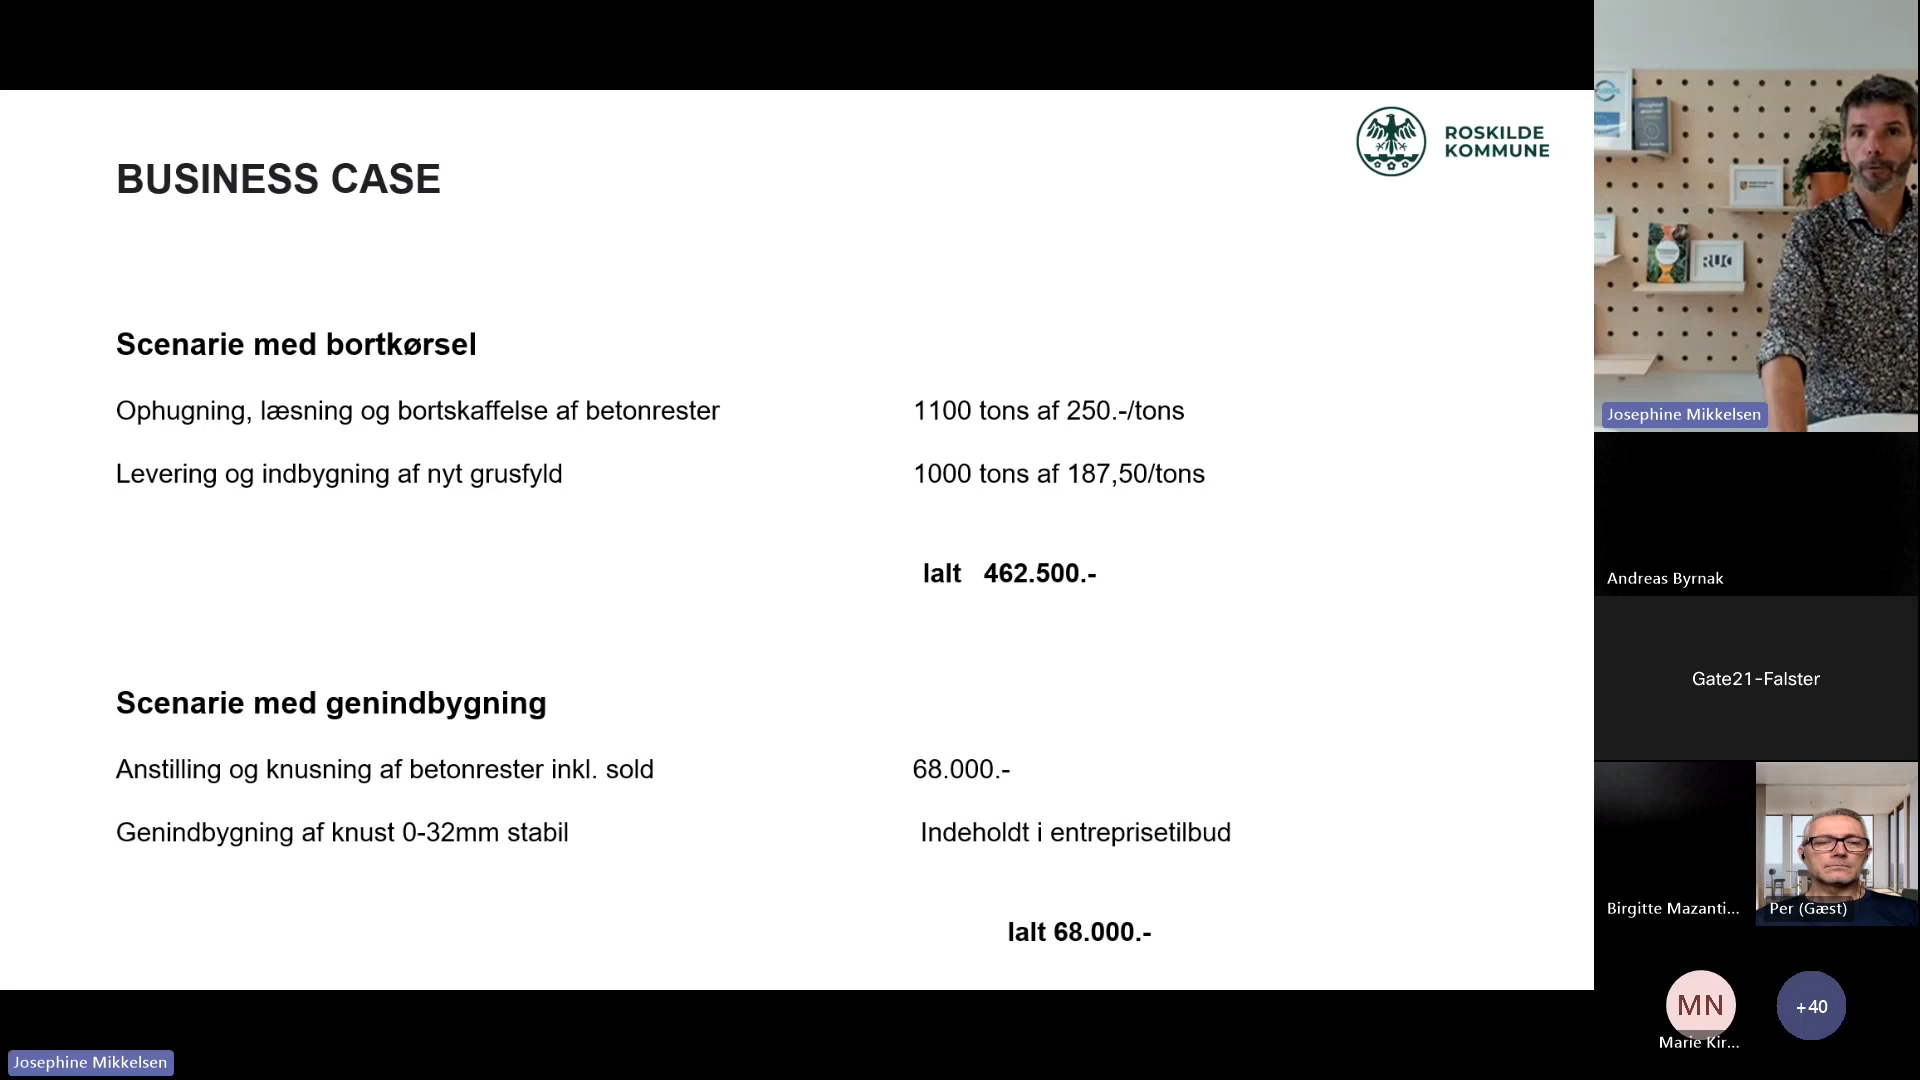 BUSINESS CASE
ROSKILDE
KOMMUNE
Scenarie med bortkørsel
Ophugning, læsning og bortskaffelse af betonrester 1100 tons af 250.-/tons
Levering og indbygning af nyt grusfyld 1000 tons af 187,50/tons
Ialt 462.500.-
Scenarie med genindbygning
Anstilling og knusning af betonrester inkl. sold 68.000.-
Genindbygning af knust 0-32mm stabil Indeholdt i entreprisetilbud
Ialt 68.000.-
RUC
Josephine Mikkelsen
Andreas Byrnak
Gate21-Falster
Birgitte Mazanti...
Per (Gæst)
MN
+40
Marie Kir...
Josephine Mikkelsen